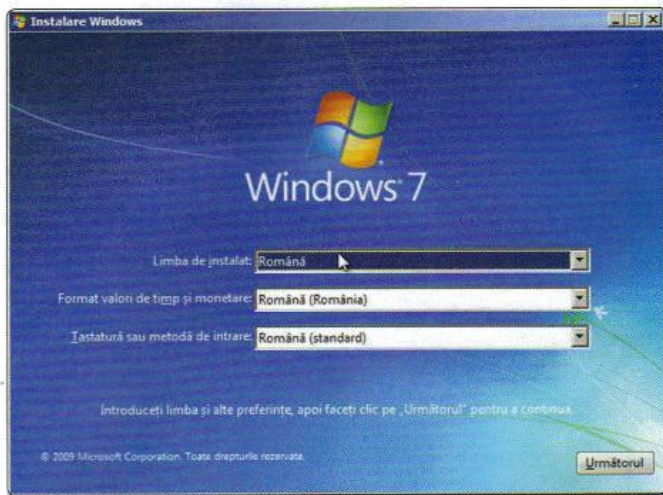 Instalare Windows
Windows 7
Limba de instalat: Română
Format valori de timp și monetare: Română (România)
Tastatură sau metodă de intrare: Română (standard)
Introduceți limba și alte preferințe, apoi faceți clic pe „Următorul” pentru a continua.
© 2009 Microsoft Corporation. Toate drepturile rezervate.
Următorul